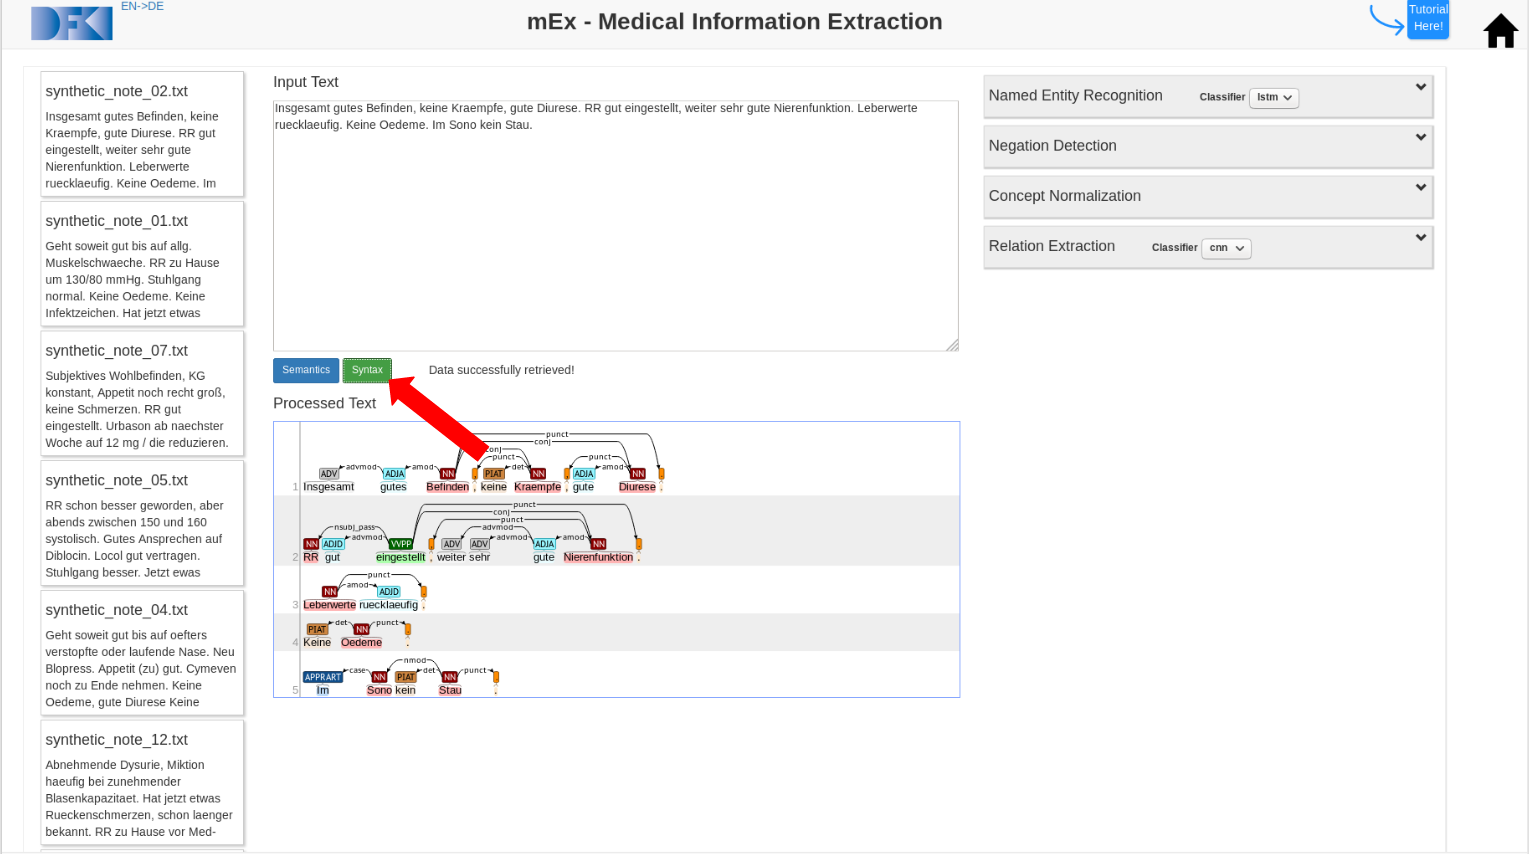 DFKI
EN->DE
mEx - Medical Information Extraction
Tutorial
Here!
synthetic_note_02.txt
Insgesamt gutes Befinden, keine
Kraempfe, gute Diurese. RR gut
eingestellt, weiter sehr gute
Nierenfunktion. Leberwerte
ruecklaeufig. Keine Oedeme. Im
synthetic_note_01.txt
Geht soweit gut bis auf allg.
Muskelschwaeche. RR zu Hause
um 130/80 mmHg. Stuhlgang
normal. Keine Oedeme. Keine
Infektzeichen. Hat jetzt etwas
synthetic_note_07.txt
Subjektives Wohlbefinden, KG
konstant, Appetit noch recht groß,
keine Schmerzen. RR gut
eingestellt. Urbason ab naechster
Woche auf 12 mg / die reduzieren.
synthetic_note_05.txt
RR schon besser geworden, aber
abends zwischen 150 und 160
systolisch. Gutes Ansprechen auf
Diblocin. Locol gut vertragen.
Stuhlgang besser. Jetzt ewas
synthetic_note_04.txt
Geht soweit gut bis auf oefters
verstopfte oder laufende Nase. Neu
Blopress. Appetit (zu) gut. Cymeven
noch zu Ende nehmen. Keine
Oedeme, gute Diurese Keine
synthetic_note_12.txt
Abnehmende Dysurie, Miktion
haeufig bei zunehmender
Blasenkapazitaet. Hat jetzt etwas
Rueckenschmerzen, schon laenger
bekannt. RR zu Hause vor Med-
Input Text
Insgesamt gutes Befinden, keine Kraempfe, gute Diurese. RR gut eingestellt, weiter sehr gute Nierenfunktion. Leberwerte
ruecklaeufig. Keine Oedeme. Im Sono kein Stau.
Semantics Syntax Data successfully retrieved!
Processed Text
punct
conj
conj
punct punct
advmod amod det amod
ADV ADJA NN , PIAT NN , ADJA NN .
1 Insgesamt gutes Befinden , keine Kraempfe , gute Diurese .
punct
conj
punct
nsubj_pass advmod
advmod advmod amod
NN ADJD VVPP , ADV ADV ADJA NN .
2 RR gut eingestellt , weiter sehr gute Nierenfunktion .
punct
amod
NN ADJD .
3 Leberwerte ruecklaeufig .
det punct
PIAT NN .
4 Keine Oedeme .
nmod
case det punct
APPRART NN PIAT NN .
5 Im Sono kein Stau .
Named Entity Recognition Classifier lstm
Negation Detection
Concept Normalization
Relation Extraction Classifier cnn